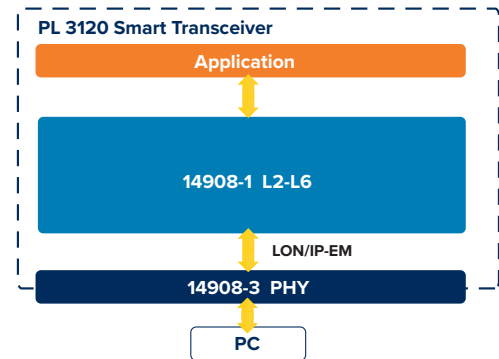 PL 3120 Smart Transceiver
Application
14908-1 L2-L6
LON/IP-EM
14908-3 PHY
PC